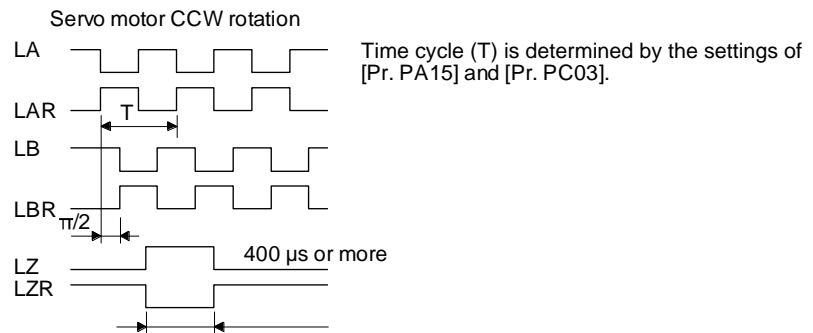 Servo motor CCW rotation
LA
Time cycle (T) is determined by the settings of
[Pr. PA15] and [Pr. PC03].
LAR
T
LB
LBR
π/2
400 μs or more
LZ
LZR